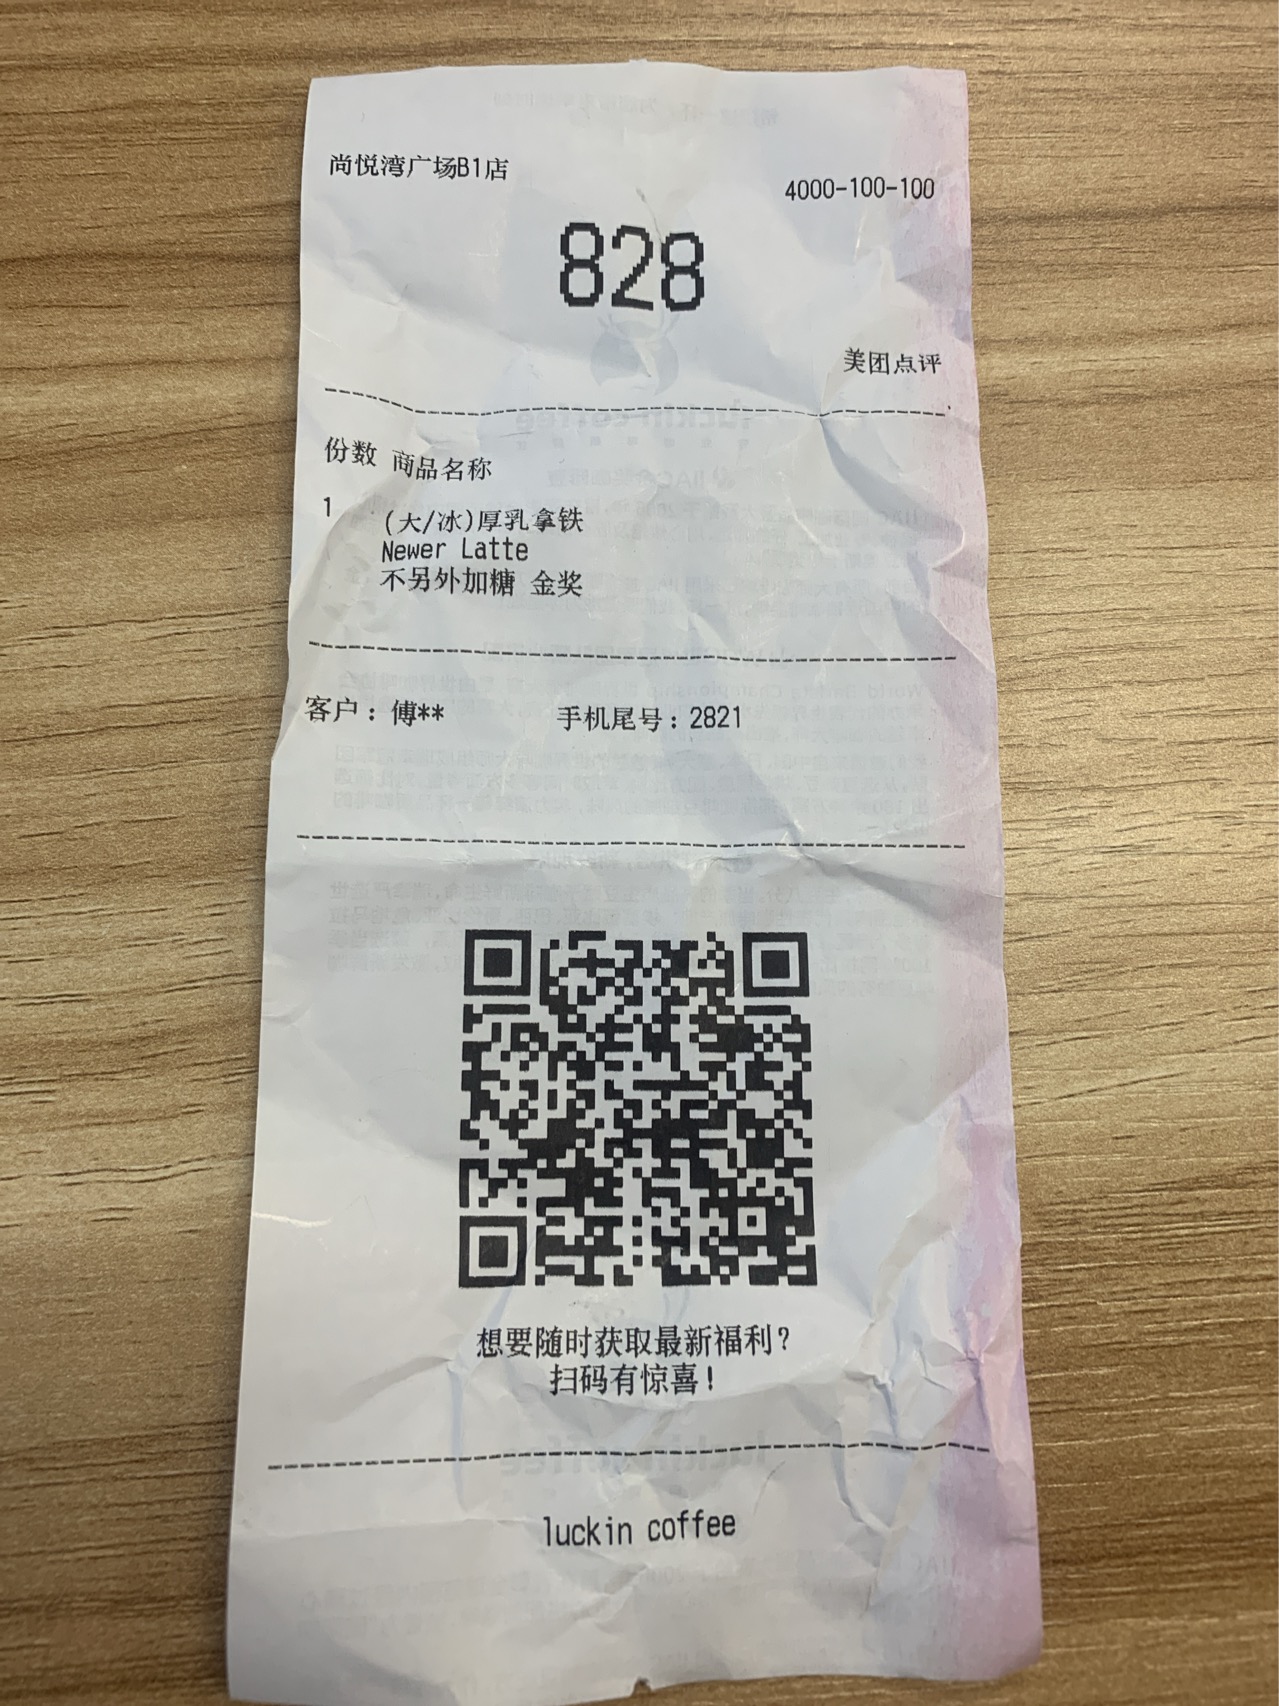 尚悦湾广场B1店
4000-100-100
828
美团点评
份数 商品名称
1 (大/冰)厚乳拿铁
Newer Latte
不另外加糖 金奖
客户：傅** 手机尾号：2821
想要随时获取最新福利？
扫码有惊喜！
luckin coffee